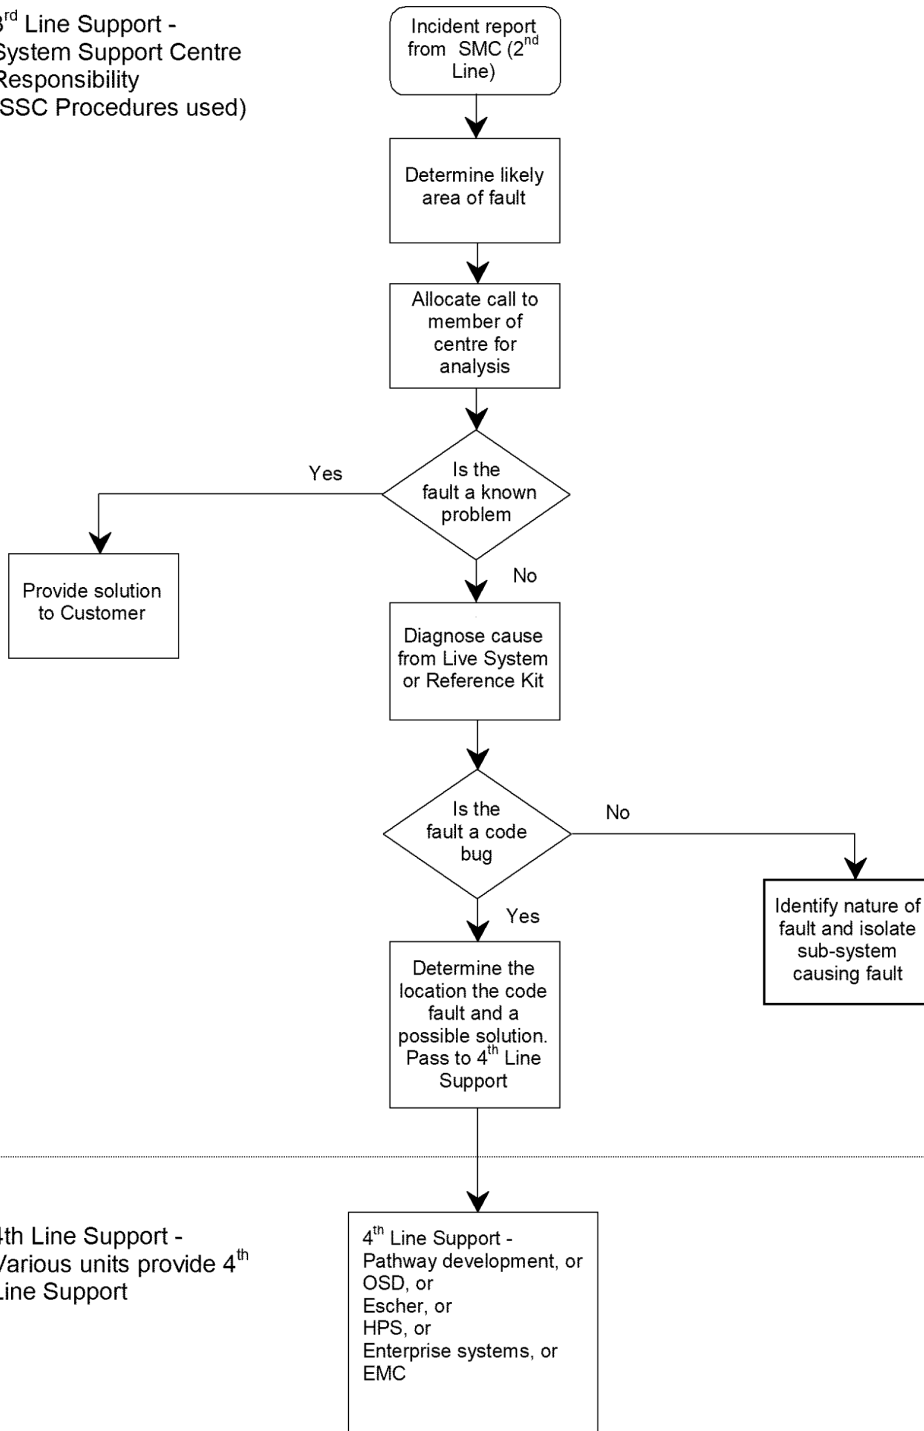 3rd Line Support -
System Support Centre
Responsibility
(SSC Procedures used)
Incident report
from SMC (2nd
Line)
Determine likely
area of fault
Allocate call to
member of
centre for
analysis
Is the
fault a known
problem
Yes
No
Provide solution
to Customer
Diagnose cause
from Live System
or Reference Kit
Is the
fault a code
bug
No
Yes
Identify nature of
fault and isolate
sub-system
causing fault
Determine the
location the code
fault and a
possible solution.
Pass to 4th Line
Support
4th Line Support -
Various units provide 4th
Line Support
4th Line Support -
Pathway development, or
OSD, or
Escher, or
HPS, or
Enterprise systems, or
EMC